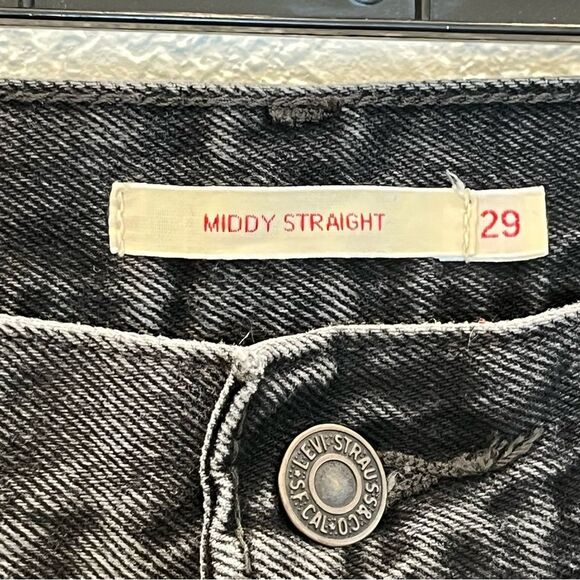 MIDDY STRAIGHT 29
LEVI STRAUSS & CO.
S.F. CAL